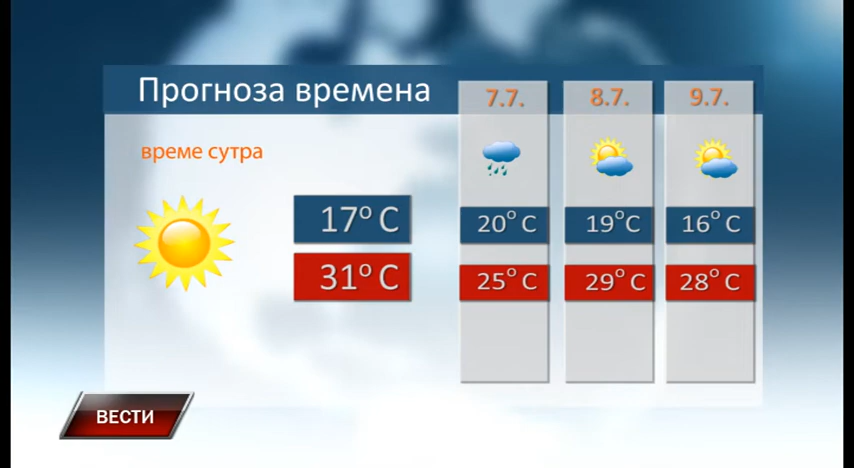 Прогноза времена
време сутра
17° C
31° C
7.7.
20° C
25° C
8.7.
19°C
29° C
9.7.
16° C
28° C
ВЕСТИ